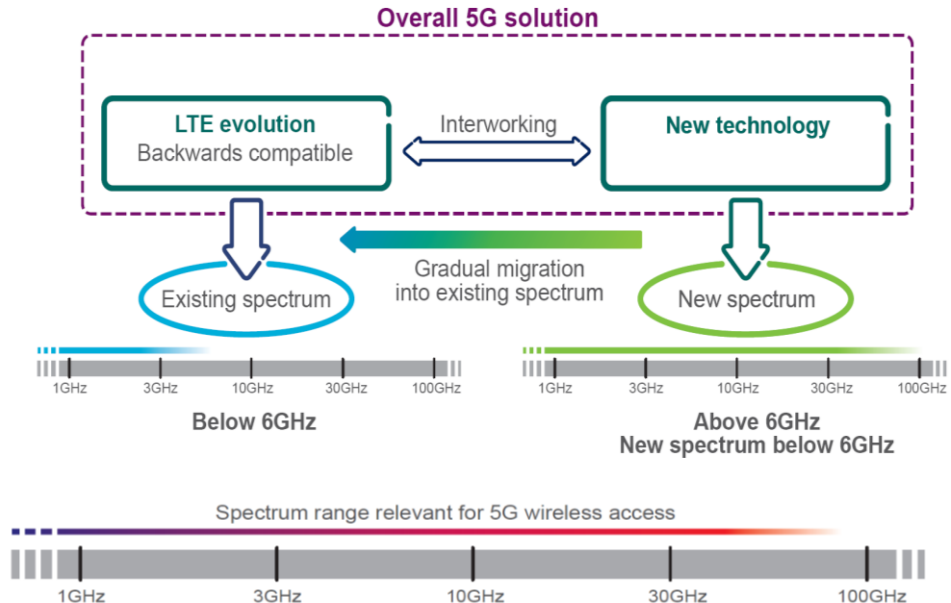 Overall 5G solution
LTE evolution
Backwards compatible
Interworking
New technology
Gradual migration
into existing spectrum
Existing spectrum
New spectrum
1GHz 3GHz 10GHz 30GHz 100GHz
1GHz 3GHz 10GHz 30GHz 100GHz
Below 6GHz
Above 6GHz
New spectrum below 6GHz
Spectrum range relevant for 5G wireless access
1GHz 3GHz 10GHz 30GHz 100GHz